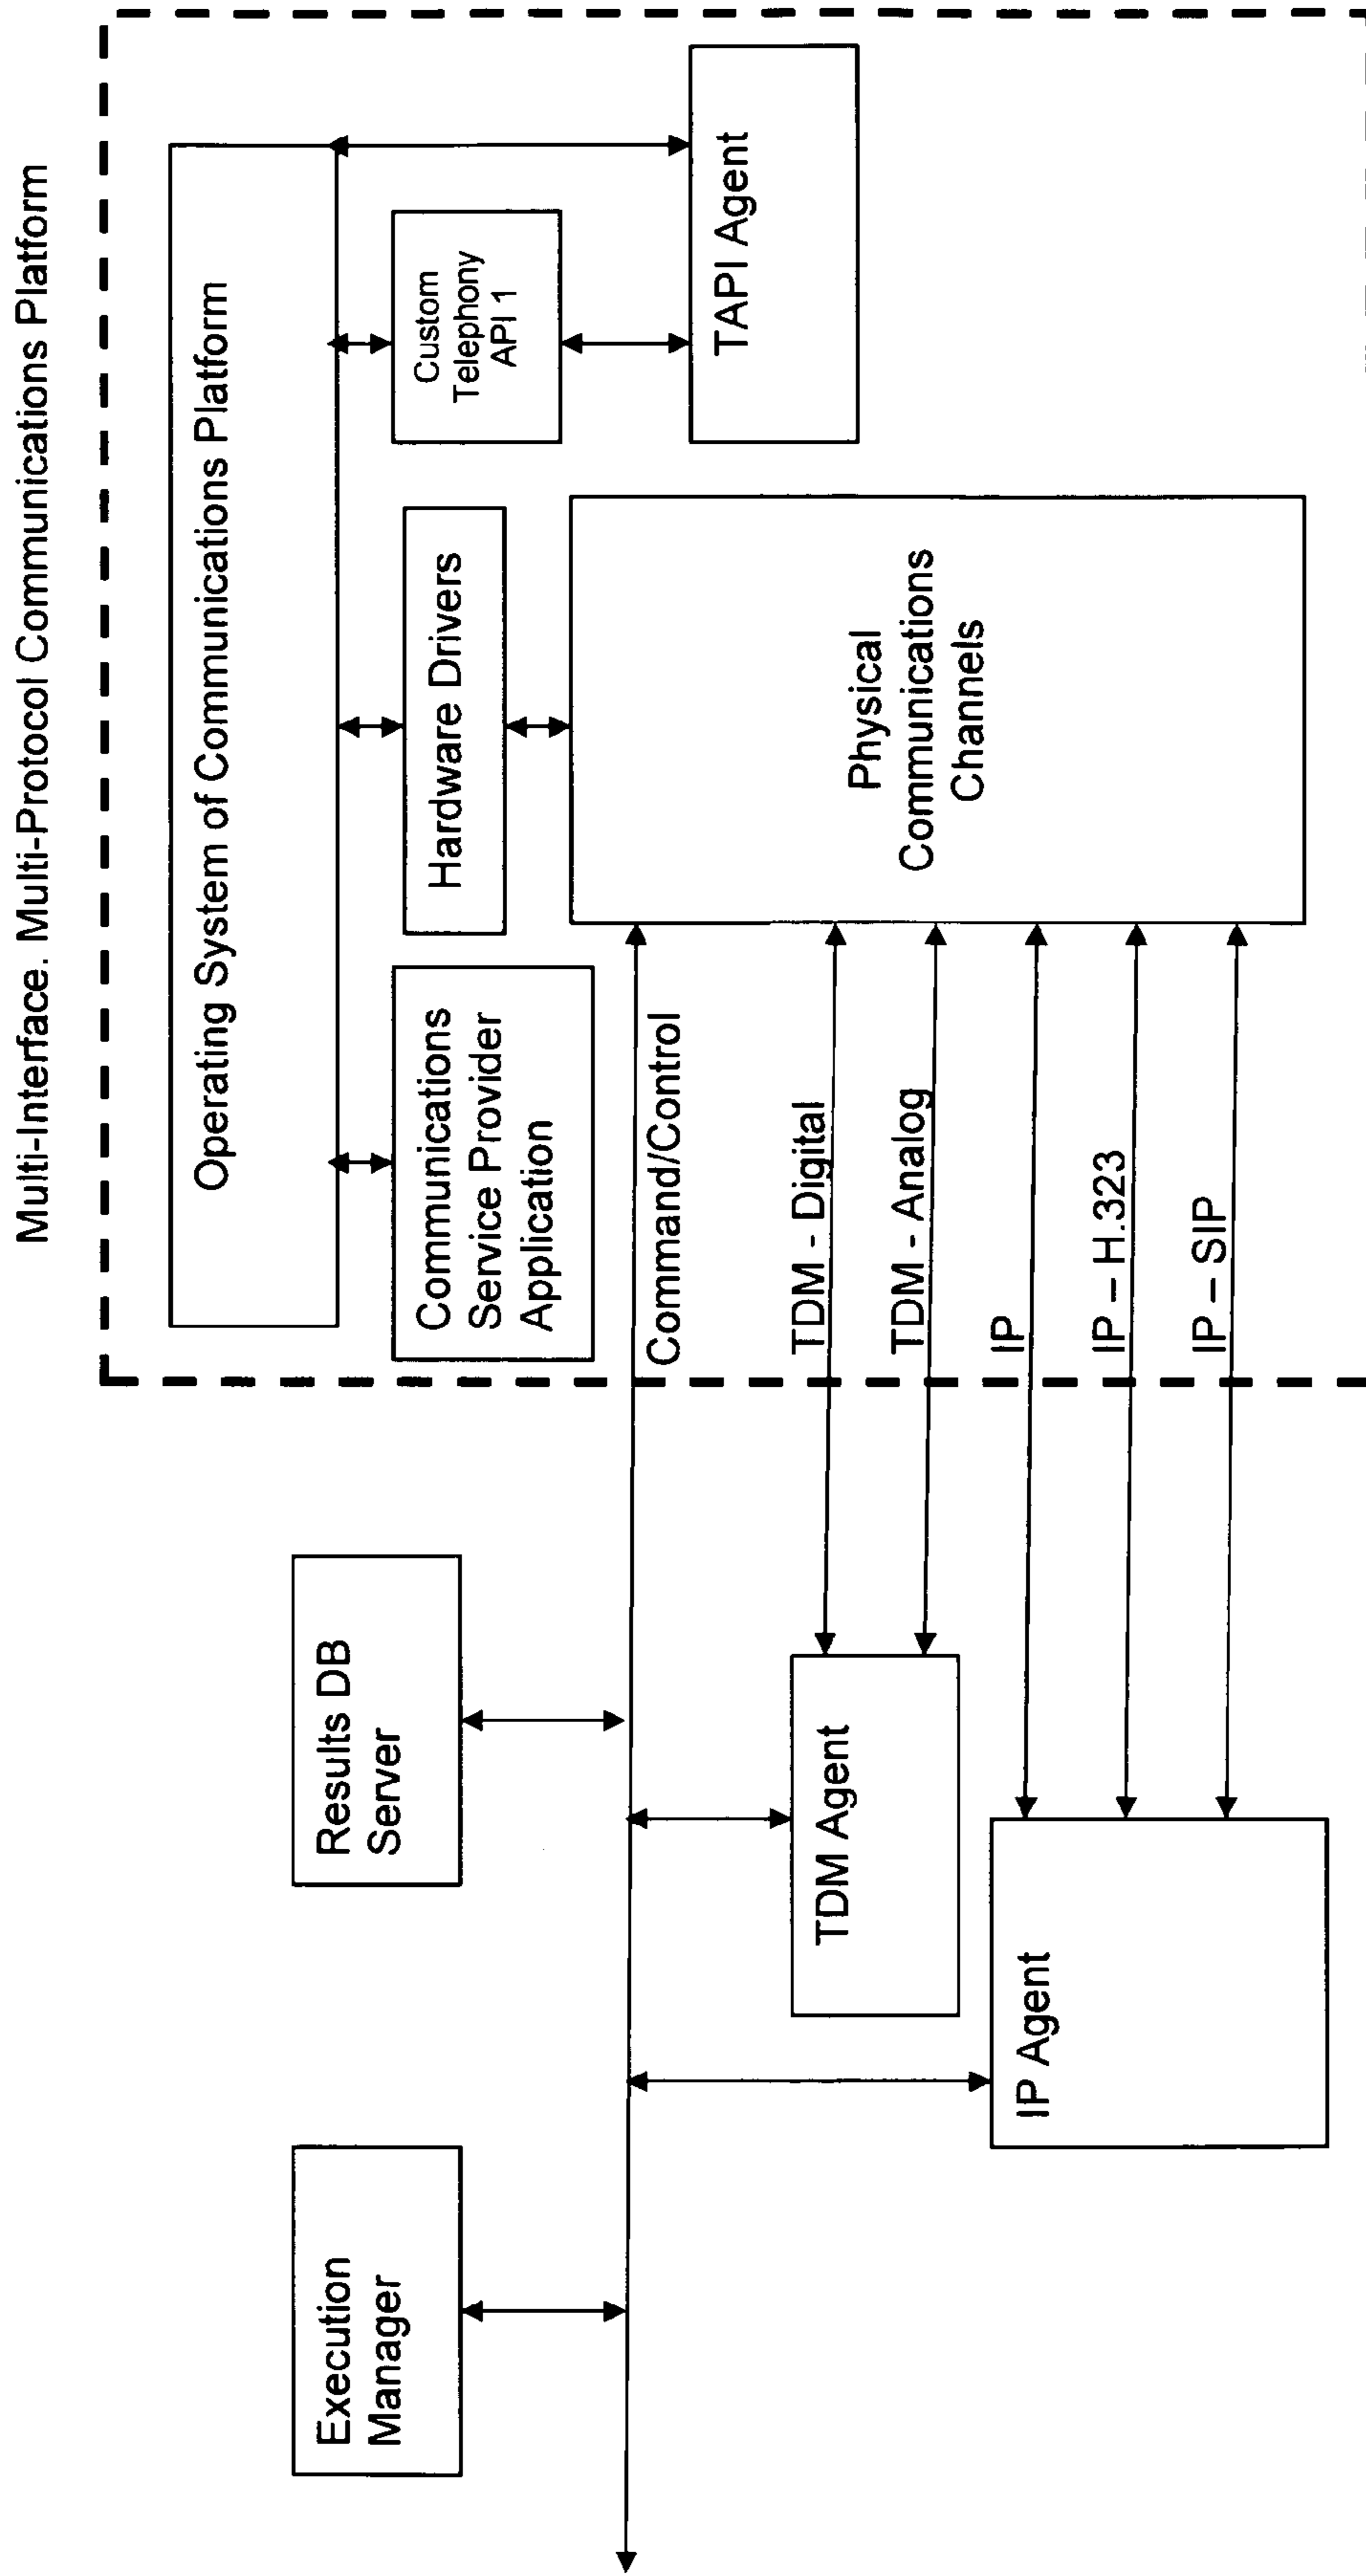 Multi-Interface. Multi-Protocol Communications Platform
Operating System of Communications Platform
Communications
Service Provider
Application
Hardware Drivers
Custom
Telephony
API 1
TAPI Agent
Physical
Communications
Channels
Command/Control
TDM - Digital
TDM - Analog
IP
IP – H.323
IP – SIP
Execution
Manager
Results DB
Server
TDM Agent
IP Agent